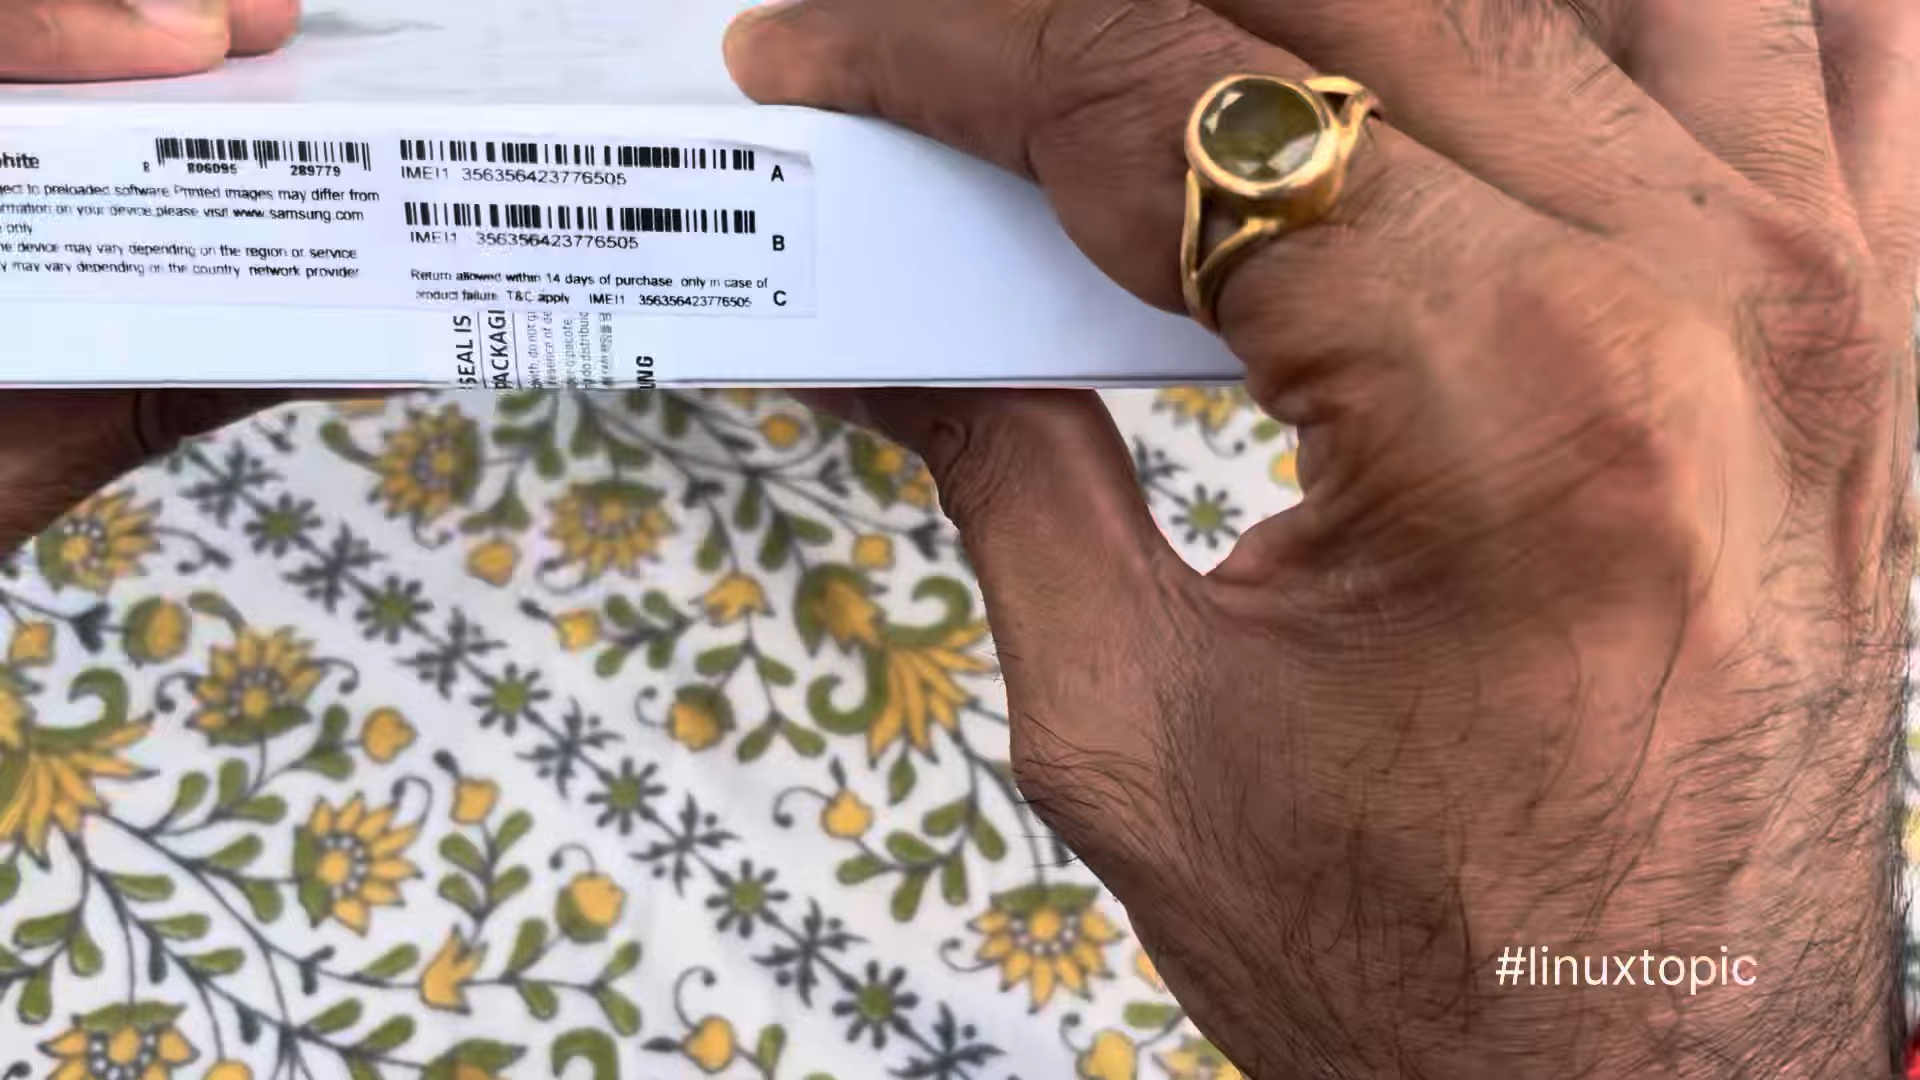 hite
8 806095 289779
ject to preloaded software. Printed images may differ from
ormation on your device, please visit www.samsung.com
only
he device may vary depending on the region or service
y may vary depending on the country network provider
IMEI1 356356423776505 A
IMEI1 356356423776505 B
Return allowed within 14 days of purchase only in case of
product failure T&C apply IMEI1 356356423776505 C
SEAL IS
PACKAGI
UNG
#linuxtopic